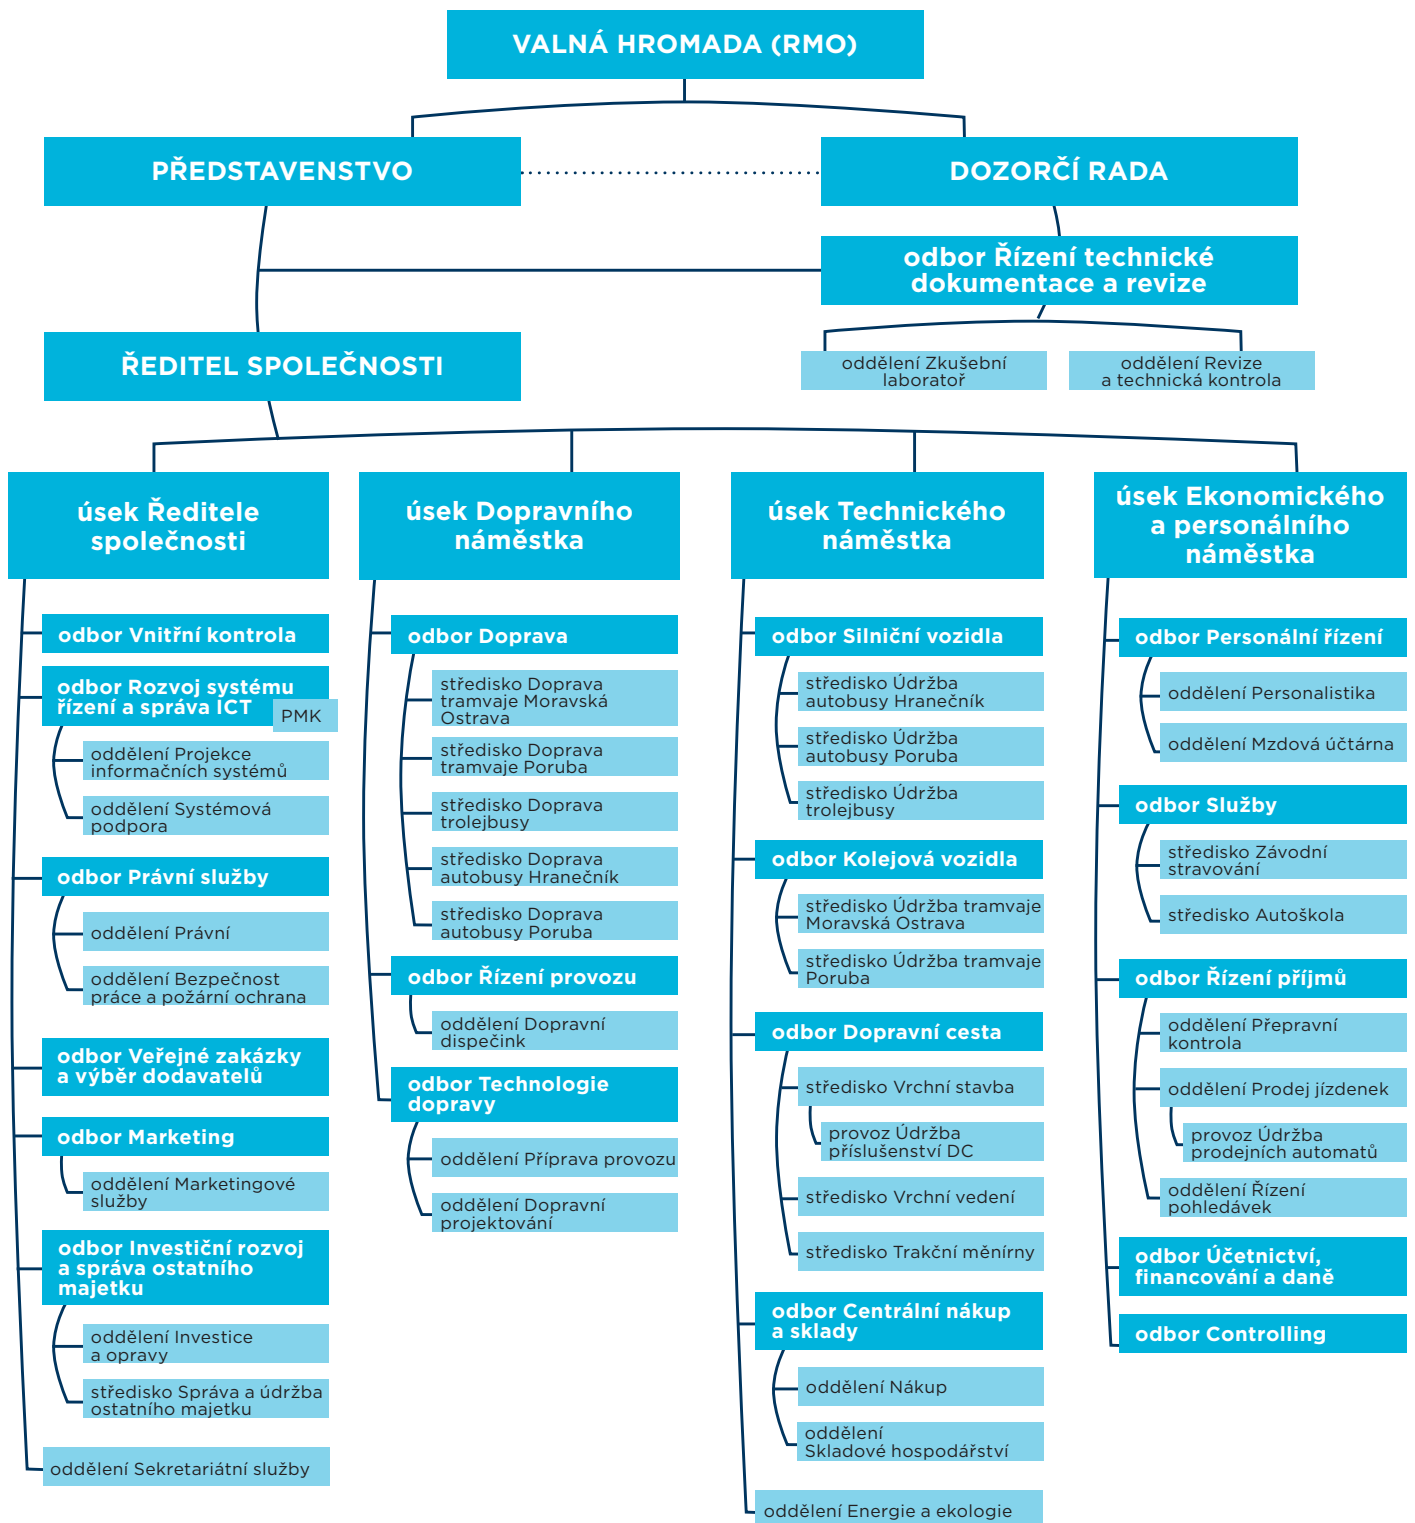 VALNÁ HROMADA (RMO)
PŘEDSTAVENSTVO
DOZORČÍ RADA
odbor Řízení technické
dokumentace a revize
ŘEDITEL SPOLEČNOSTI
oddělení Zkušební
laboratoř
oddělení Revize
a technická kontrola
úsek Ředitele
společnosti
odbor Vnitřní kontrola
odbor Rozvoj systému
řízení a správa ICT
PMK
oddělení Projekce
informačních systémů
oddělení Systémová
podpora
odbor Právní služby
oddělení Právní
oddělení Bezpečnost
práce a požární ochrana
odbor Veřejné zakázky
a výběr dodavatelů
odbor Marketing
oddělení Marketingové
služby
odbor Investiční rozvoj
a správa ostatního
majetku
oddělení Investice
a opravy
středisko Správa a údržba
ostatního majetku
oddělení Sekretariátní služby
úsek Dopravního
náměstka
odbor Doprava
středisko Doprava
tramvaje Moravská
Ostrava
středisko Doprava
tramvaje Poruba
středisko Doprava
trolejbusy
středisko Doprava
autobusy Hranečník
středisko Doprava
autobusy Poruba
odbor Řízení provozu
oddělení Dopravní
dispečink
odbor Technologie
dopravy
oddělení Příprava provozu
oddělení Dopravní
projektování
úsek Technického
náměstka
odbor Silniční vozidla
středisko Údržba
autobusy Hranečník
středisko Údržba
autobusy Poruba
středisko Údržba
trolejbusy
odbor Kolejová vozidla
středisko Údržba tramvaje
Moravská Ostrava
středisko Údržba tramvaje
Poruba
odbor Dopravní cesta
středisko Vrchní stavba
provoz Údržba
příslušenství DC
středisko Vrchní vedení
středisko Trakční měnírny
odbor Centrální nákup
a sklady
oddělení Nákup
oddělení
Skladové hospodářství
oddělení Energie a ekologie
úsek Ekonomického
a personálního
náměstka
odbor Personální řízení
oddělení Personalistika
oddělení Mzdová účtárna
odbor Služby
středisko Závodní
stravování
středisko Autoškola
odbor Řízení příjmů
oddělení Přepravní
kontrola
oddělení Prodej jízdenek
provoz Údržba
prodejních automatů
oddělení Řízení
pohledávek
odbor Účetnictví,
financování a daně
odbor Controlling